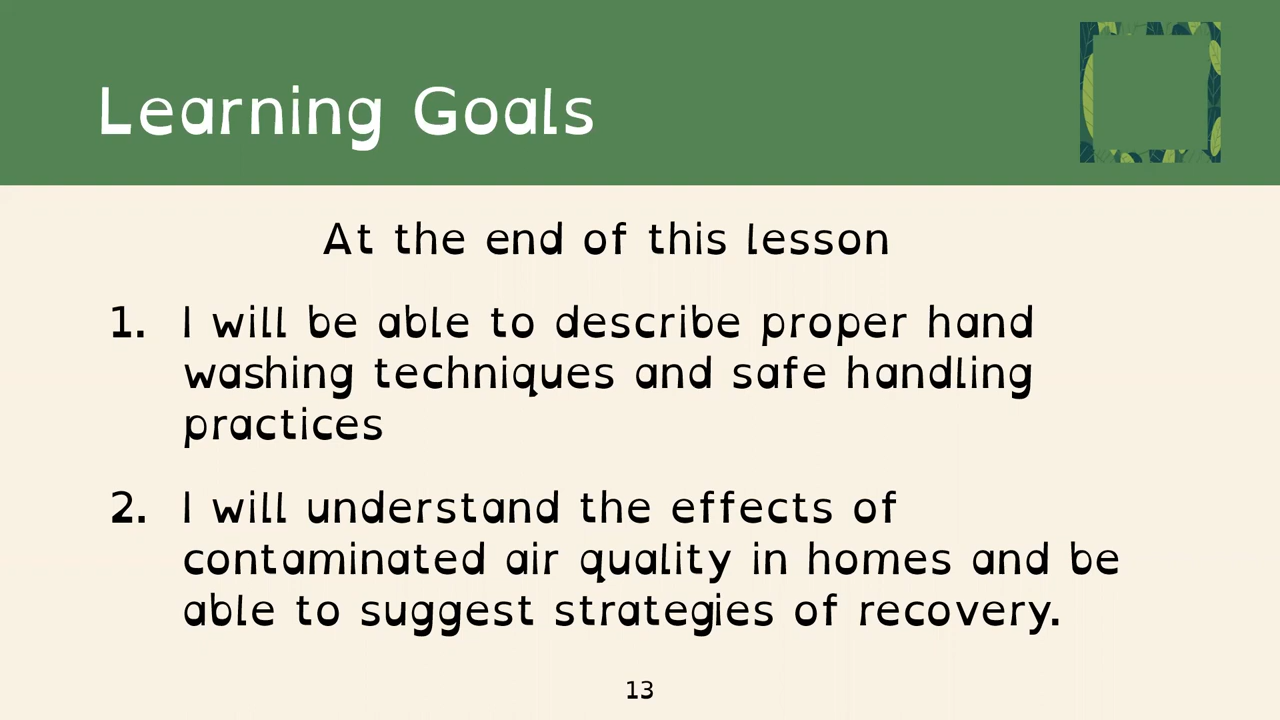 Learning Goals
At the end of this lesson
1. I will be able to describe proper hand
washing techniques and safe handling
practices
2. I will understand the effects of
contaminated air quality in homes and be
able to suggest strategies of recovery.
13